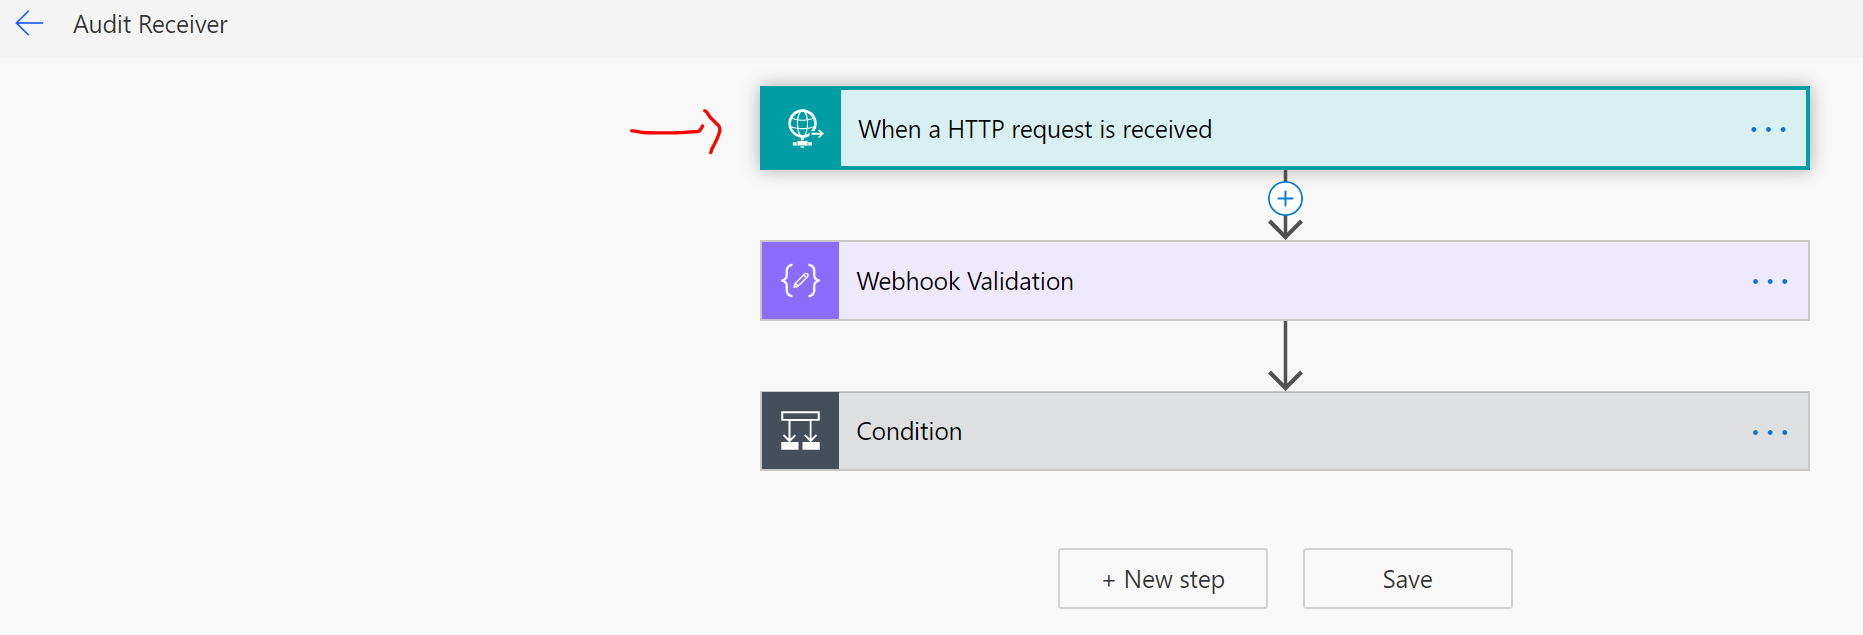 Audit Receiver
When a HTTP request is received
Webhook Validation
Condition
+ New step
Save